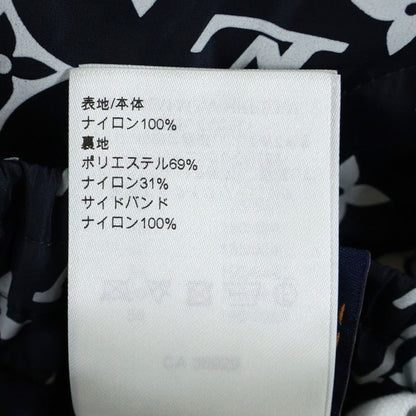 表地/本体
ナイロン100%
裏地
ポリエステル69%
ナイロン31%
サイドバンド
ナイロン100%